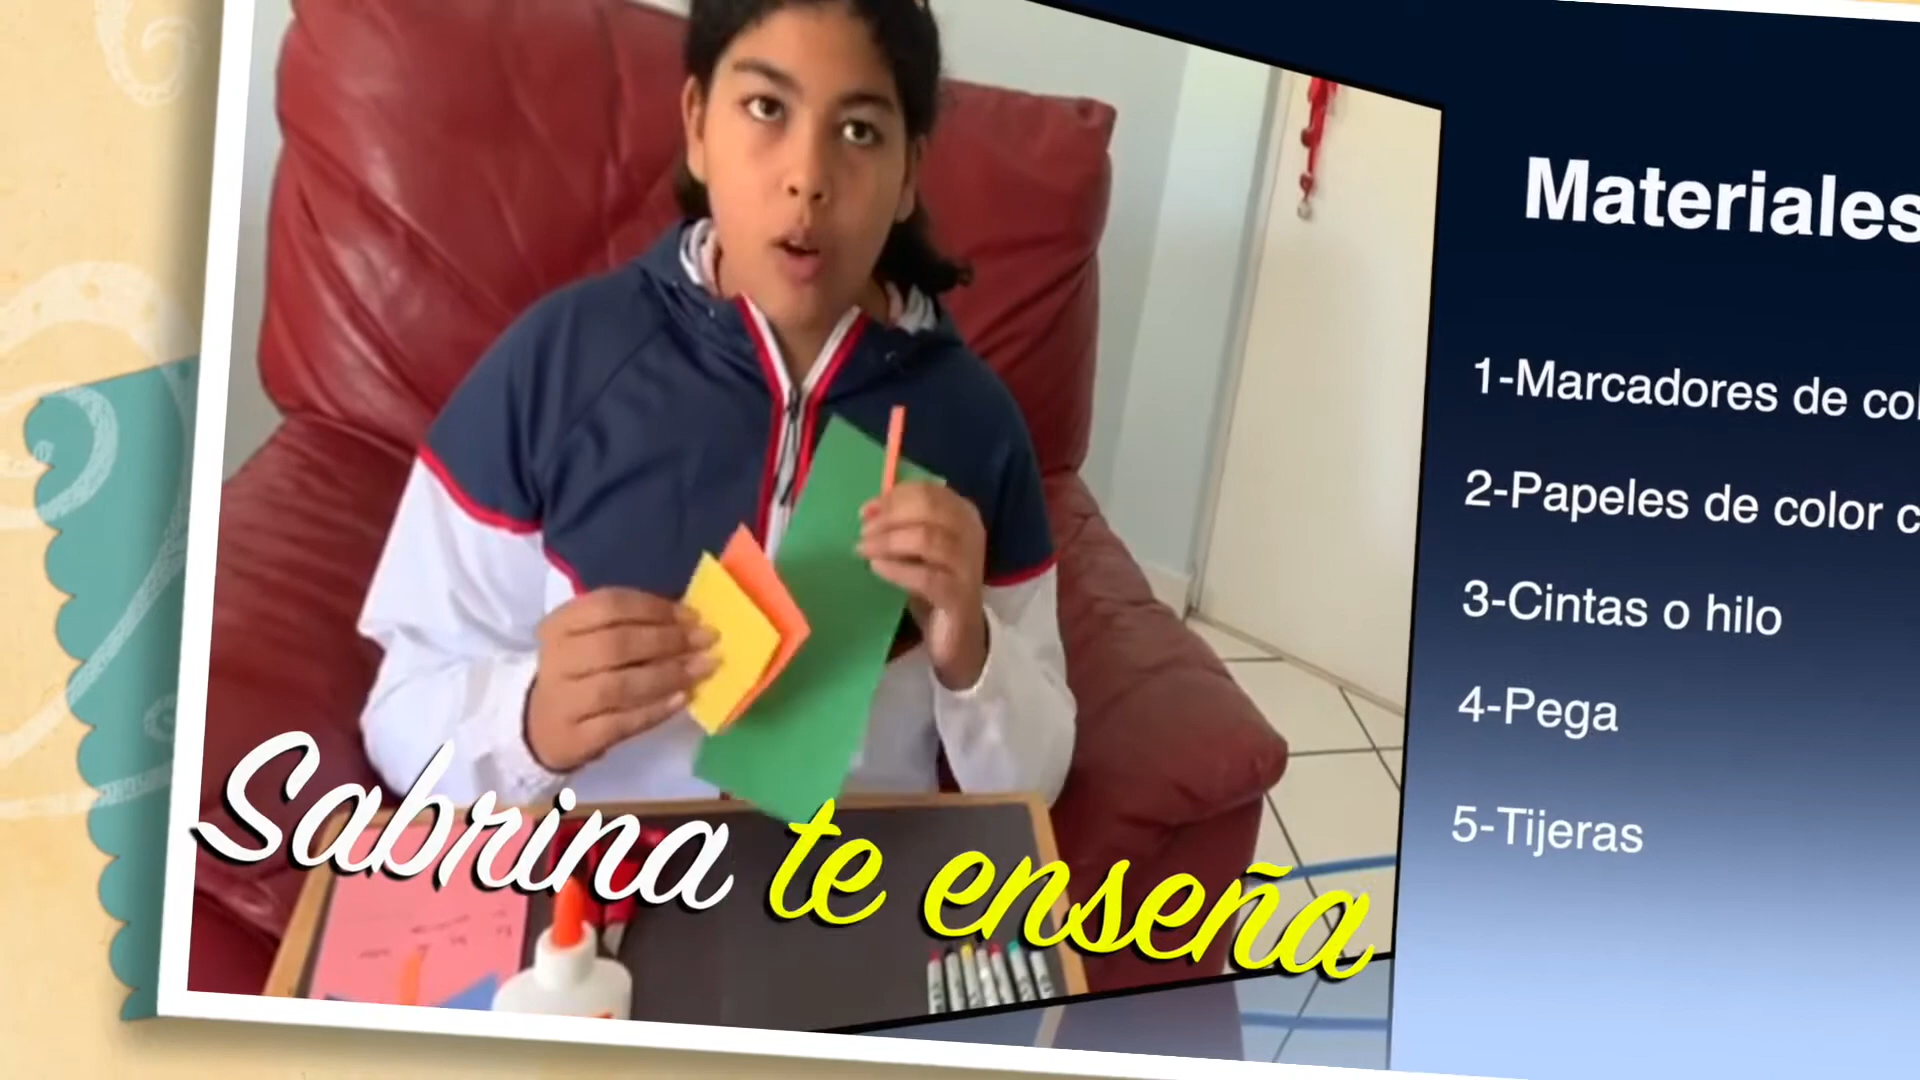 Materiales
1-Marcadores de
2-Papeles de color
3-Cintas o hilo
4-Pega
5-Tijeras
Sabrina te enseña